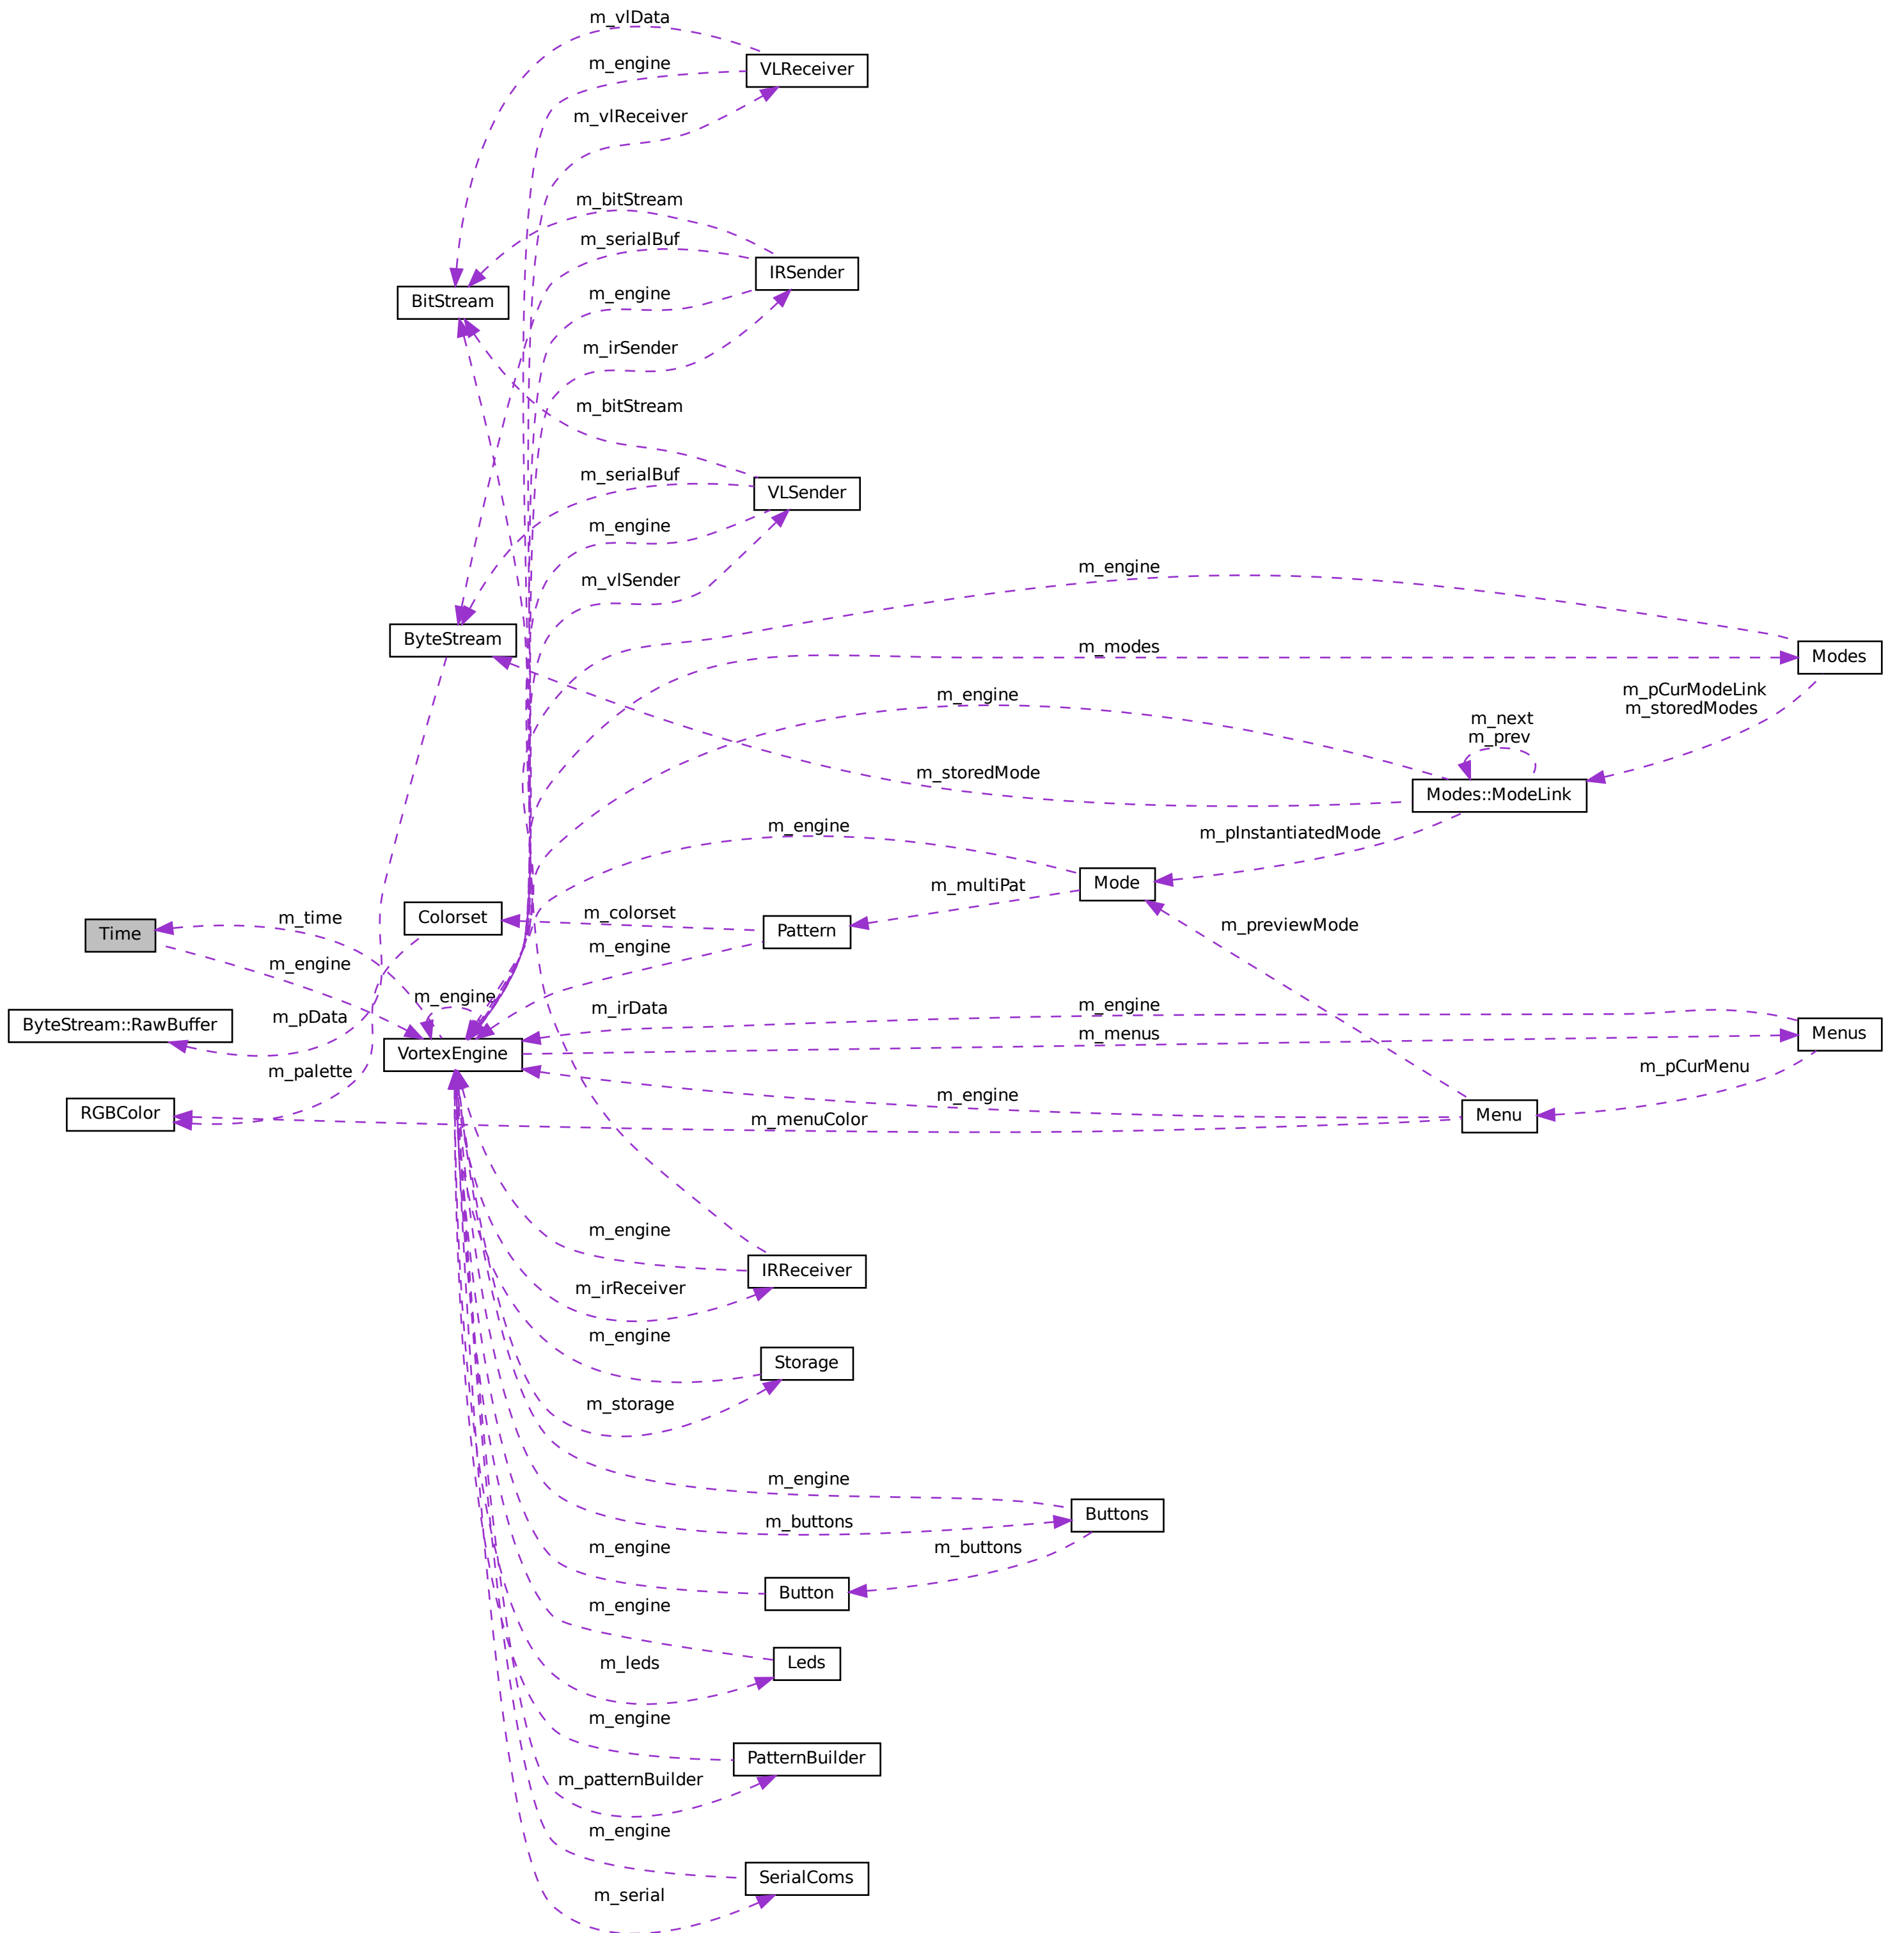 m_vlData
m_engine
VLReceiver
m_vlReceiver
m_bitStream
m_serialBuf
IRSender
m_engine
BitStream
m_irSender
m_bitStream
m_serialBuf
VLSender
m_engine
m_engine
m_vlSender
ByteStream
m_modes
Modes
m_engine
m_pCurModeLink
m_storedModes
m_next
m_prev
m_storedMode
Modes::ModeLink
m_engine
m_pInstantiatedMode
Mode
m_multiPat
Colorset
m_colorset
m_time
Pattern
m_previewMode
Time
m_engine
m_engine
m_engine
m_irData
m_engine
m_pData
ByteStream::RawBuffer
m_menus
Menus
VortexEngine
m_palette
m_pCurMenu
m_engine
RGBColor
m_menuColor
Menu
m_engine
IRReceiver
m_irReceiver
m_engine
Storage
m_storage
m_engine
Buttons
m_buttons
m_engine
m_buttons
Button
m_engine
Leds
m_leds
m_engine
PatternBuilder
m_patternBuilder
m_engine
SerialComs
m_serial